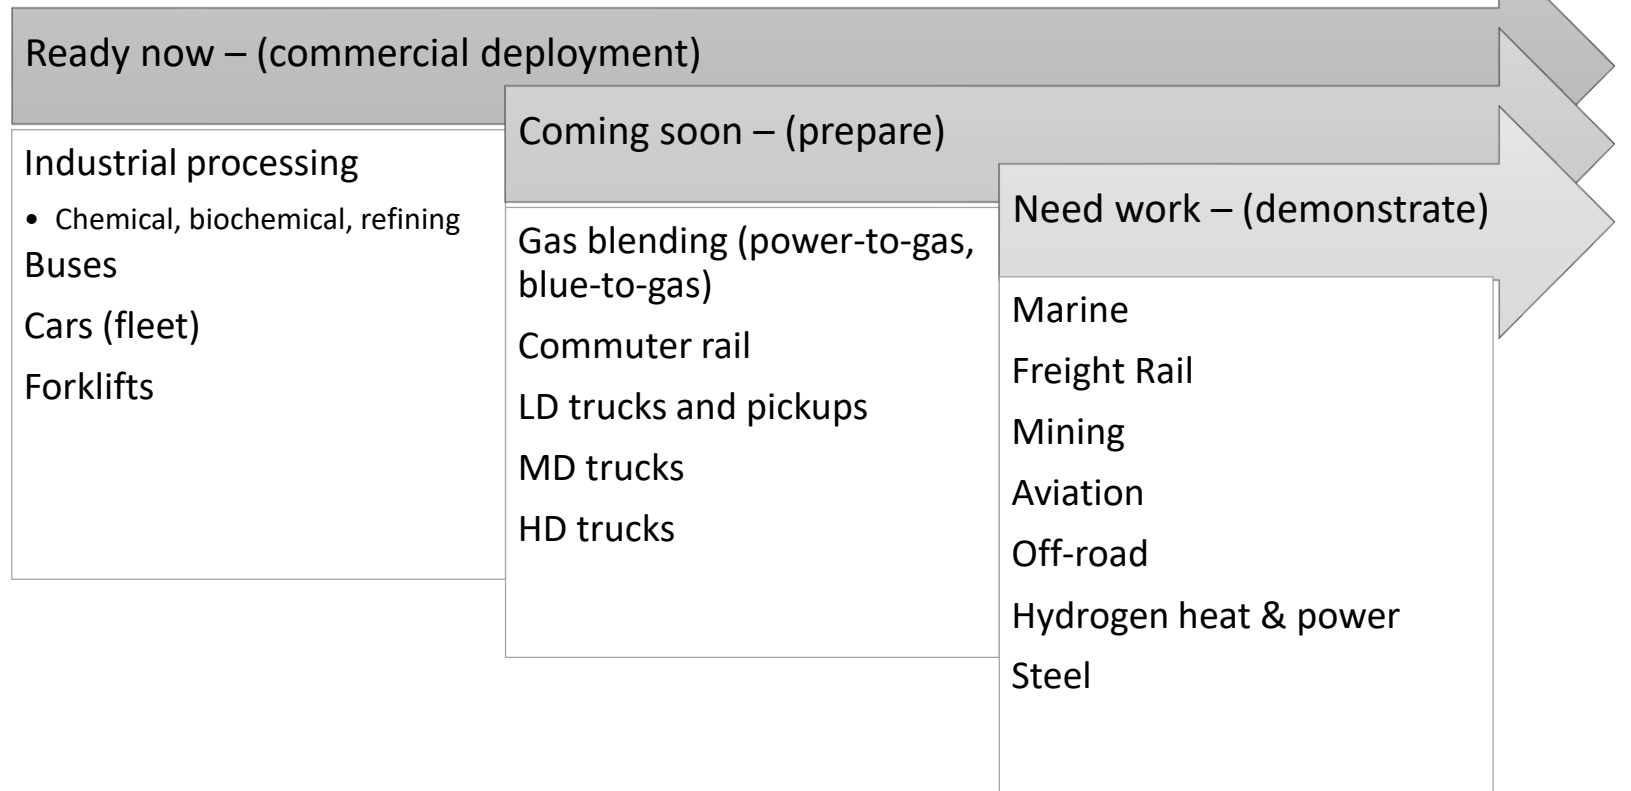 Ready now – (commercial deployment)
Industrial processing
• Chemical, biochemical, refining
Buses
Cars (fleet)
Forklifts
Coming soon – (prepare)
Gas blending (power-to-gas,
blue-to-gas)
Commuter rail
LD trucks and pickups
MD trucks
HD trucks
Need work – (demonstrate)
Marine
Freight Rail
Mining
Aviation
Off-road
Hydrogen heat & power
Steel